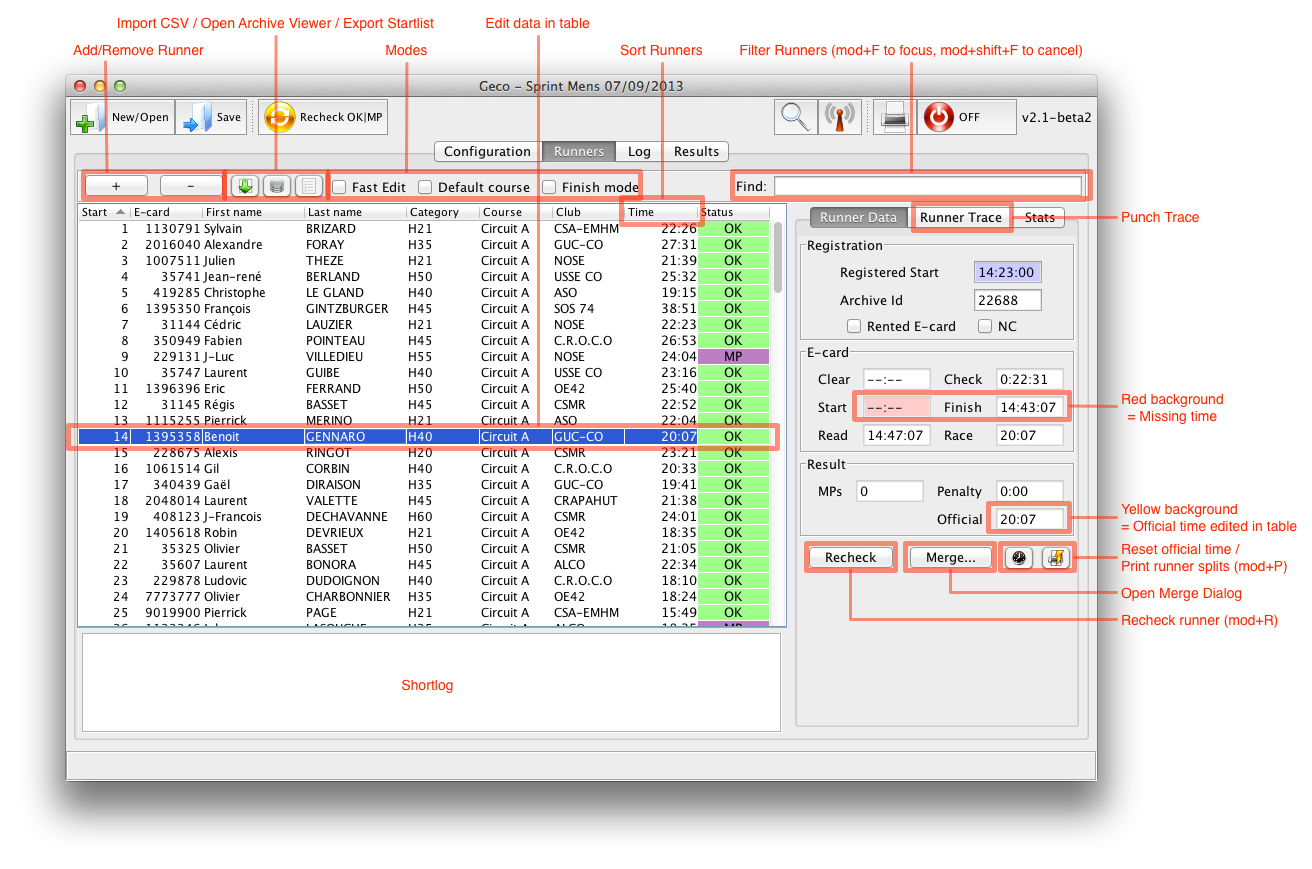 Import CSV / Open Archive Viewer / Export Startlist
Edit data in table
Add/Remove Runner
Modes
Sort Runners
Filter Runners (mod+F to focus, mod+shift+F to cancel)
Geco – Sprint Mens 07/09/2013
New/Open
Save
Recheck OK|MP
OFF
v2.1-beta2
Configuration
Runners
Log
Results
+
-
Fast Edit
Default course
Finish mode
Find:
Start E-card First name Last name Category Course Club Time Status
1 1130791 Sylvain BRIZARD H21 Circuit A CSA-EMHM 22:26 OK
2 2016040 Alexandre FORAY H35 Circuit A GUC-CO 27:31 OK
3 1007511 Julien THEZE H21 Circuit A NOSE 21:39 OK
4 35741 Jean-rené BERLAND H50 Circuit A USSE CO 25:32 OK
5 419285 Christophe LE GLAND H40 Circuit A ASO 19:15 OK
6 1395350 François GINTZBURGER H45 Circuit A SOS 74 38:51 OK
7 31144 Cédric LAUZIER H21 Circuit A NOSE 22:23 OK
8 350949 Fabien POINTEAU H45 Circuit A C.R.O.C.O 26:53 OK
9 229131 J-Luc VILLEDIEU H55 Circuit A NOSE 24:04 MP
10 35747 Laurent GUIBE H40 Circuit A USSE CO 23:16 OK
11 1396396 Eric FERRAND H50 Circuit A OE42 25:40 OK
12 31145 Régis BASSET H40 Circuit A CSMR 22:52 OK
13 1115255 Pierrick MERINO H21 Circuit A ASO 22:04 OK
14 1395358 Benoit GENNARO H40 Circuit A GUC-CO 20:07 OK
15 228675 Alexis RINGOT H20 Circuit A CSMR 23:21 OK
16 1061514 Gil CORBIN H40 Circuit A C.R.O.C.O 20:33 OK
17 340439 Gaël DIRAISON H35 Circuit A GUC-CO 19:41 OK
18 2048014 Laurent VALETTE H45 Circuit A CRAPAHUT 21:38 OK
19 408123 J-Francois DECHAVANNE H60 Circuit A CSMR 24:01 OK
20 1405618 Robin DEVRIEUX H21 Circuit A OE42 18:35 OK
21 35325 Olivier BASSET H50 Circuit A CSMR 21:05 OK
22 35607 Laurent BONORA H45 Circuit A ALCO 22:34 OK
23 229878 Ludovic DUDOIGNON H40 Circuit A C.R.O.C.O 18:10 OK
24 7773777 Olivier CHARBONNIER H35 Circuit A OE42 18:24 OK
25 9019900 Pierrick PAGE H21 Circuit A CSA-EMHM 15:49 OK
Shortlog
Runner Data
Runner Trace
Stats
Punch Trace
Registration
Registered Start 14:23:00
Archive Id 22688
Rented E-card NC
E-card
Clear --:-- Check 0:22:31
Start --:-- Finish 14:43:07
Read 14:47:07 Race 20:07
Red background
= Missing time
Result
MPs 0 Penalty 0:00
Official 20:07
Yellow background
= Official time edited in table
Recheck
Merge...
Reset official time /
Print runner splits (mod+P)
Open Merge Dialog
Recheck runner (mod+R)